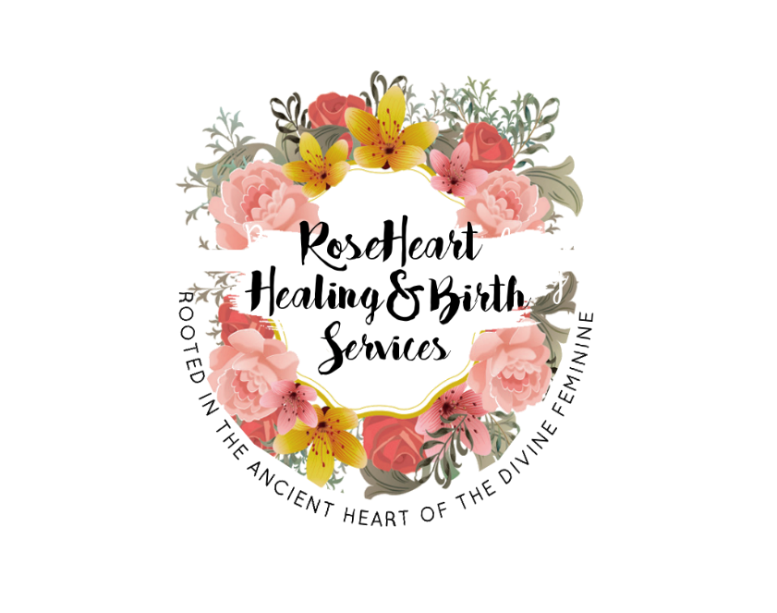 RoseHeart
Healing & Birth
Services
ROOTED IN THE ANCIENT HEART OF THE DIVINE FEMININE